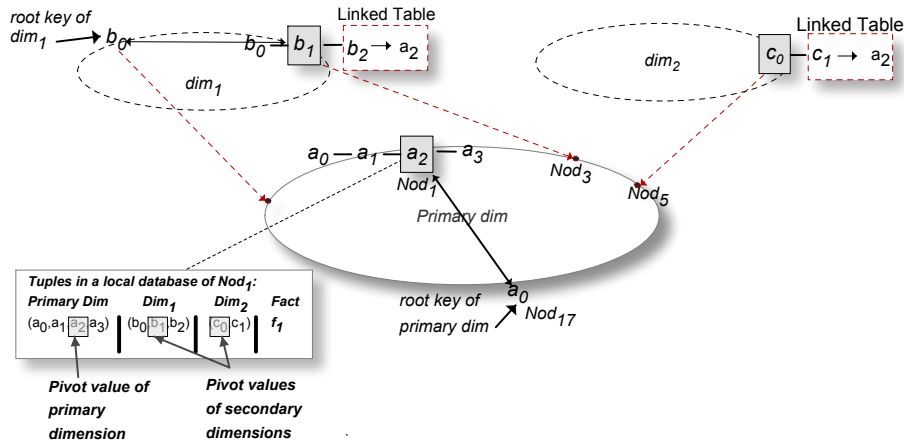 root key of
dim1
b0
b0
b1
b2 → a2
Linked Table
dim1
dim2
c0
Linked Table
c1 → a2
a0
a1
a2
a3
Nod1
Nod3
Nod5
Primary dim
a0
root key of
primary dim
Nod17
Tuples in a local database of Nod1:
Primary Dim Dim1 Dim2 Fact
(a0,a1,a2,a3) (b0,b1,b2) (c0,c1) f1
Pivot value of
primary
dimension
Pivot values
of secondary
dimensions